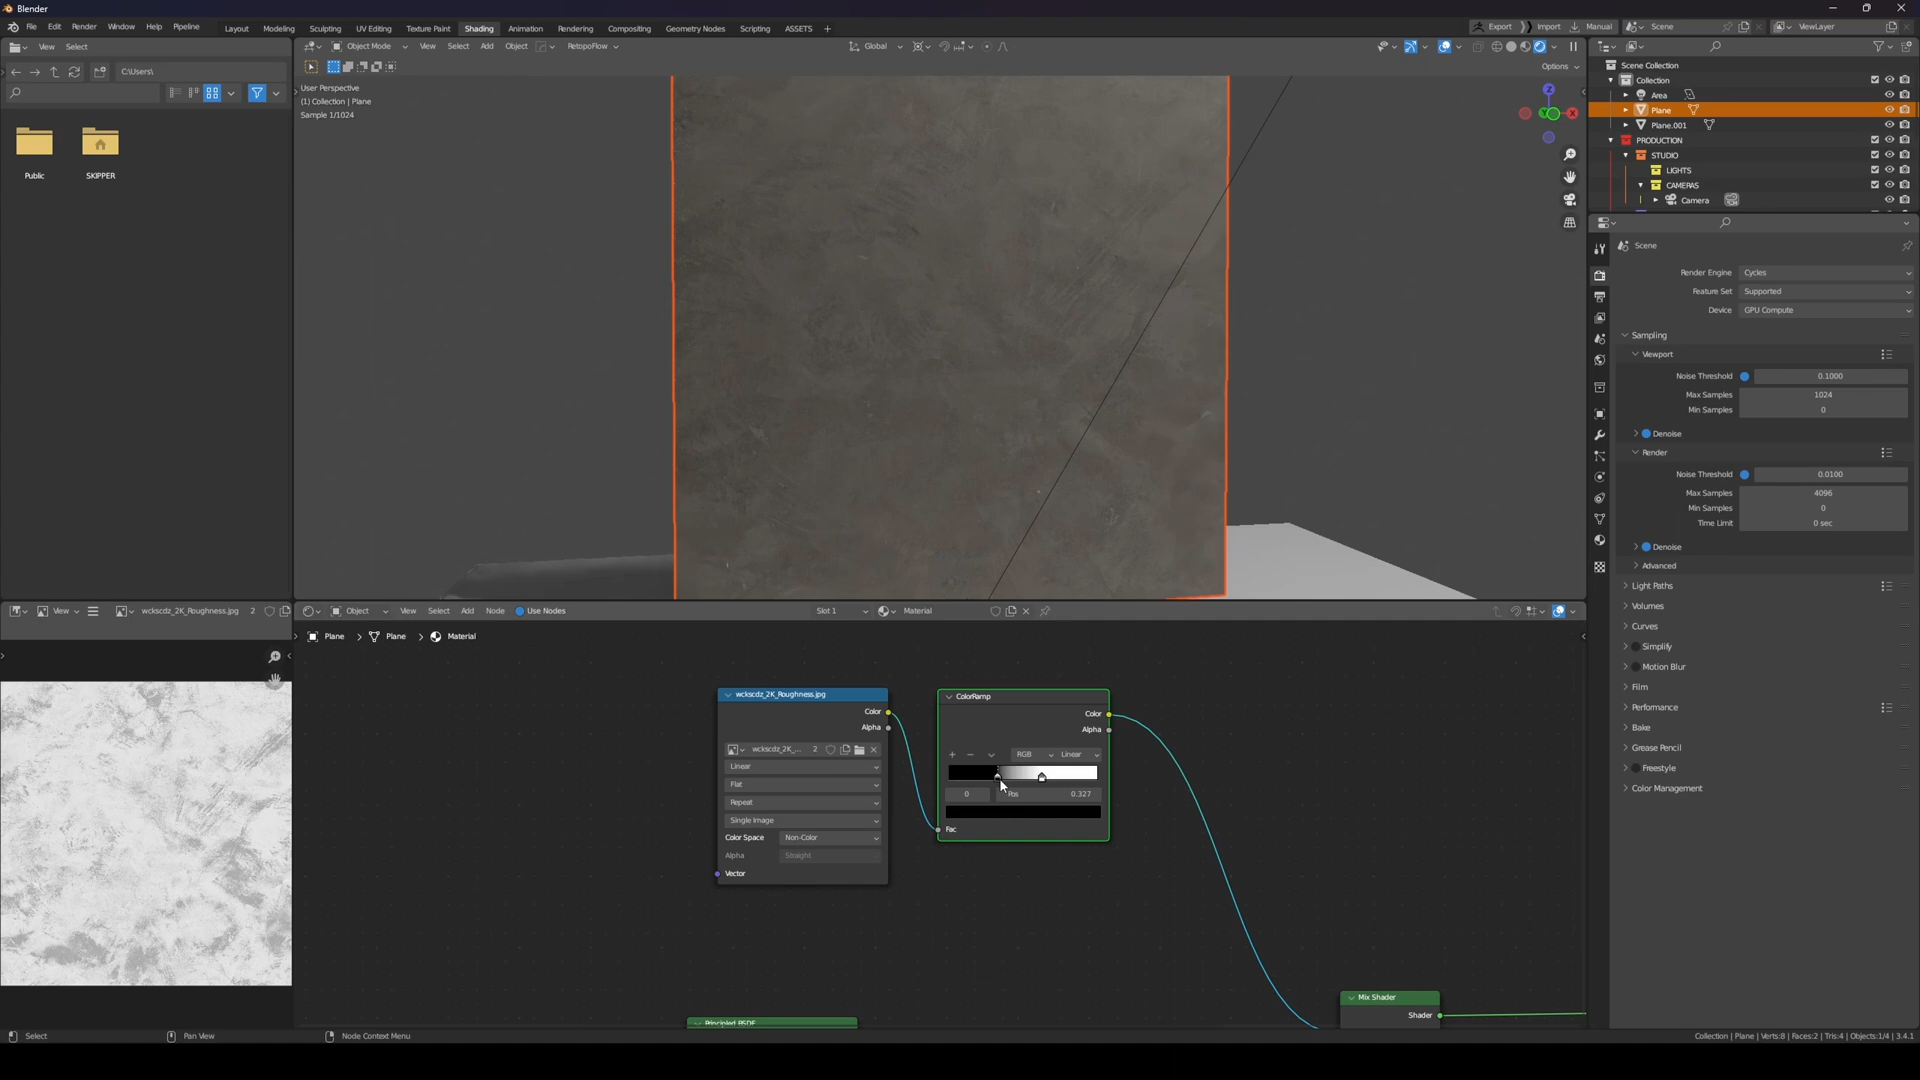 Blender
File Edit Render Window Help Pipeline
Layout Modeling Sculpting UV Editing Texture Paint Shading Animation Rendering Compositing Geometry Nodes Scripting ASSETS +
Export Import Manual Scene ViewLayer
View Select
Object Mode View Select Add Object RetopoFlow Global
C:\Users\
Options
User Perspective
(1) Collection | Plane
Sample 1/1024
Public SKIPPER
Z
X
Y
Scene Collection
Collection
Area
Plane
Plane.001
PRODUCTION
STUDIO
LIGHTS
CAMERAS
Camera
Scene
Render Engine Cycles
Feature Set Supported
Device GPU Compute
Sampling
Viewport
Noise Threshold 0.1000
Max Samples 1024
Min Samples 0
Denoise
Render
Noise Threshold 0.0100
Max Samples 4096
Min Samples 0
Time Limit 0 sec
Denoise
Advanced
Light Paths
Volumes
Curves
Simplify
Motion Blur
Film
Performance
Bake
Grease Pencil
Freestyle
Color Management
View wckscdz_2K_Roughness.jpg 2
Object View Select Add Node Use Nodes Slot 1 Material
Plane > Plane > Material
wckscdz_2K_Roughness.jpg
Color
Alpha
wckscdz_2K_... 2
Linear
Flat
Repeat
Single Image
Color Space Non-Color
Alpha Straight
Vector
ColorRamp
Color
Alpha
+ − RGB Linear
0 Pos 0.327
Fac
Principled BSDF
Mix Shader
Shader
Select Pan View Node Context Menu
Collection | Plane | Verts:8 | Faces:2 | Tris:4 | Objects:1/4 | 3.4.1